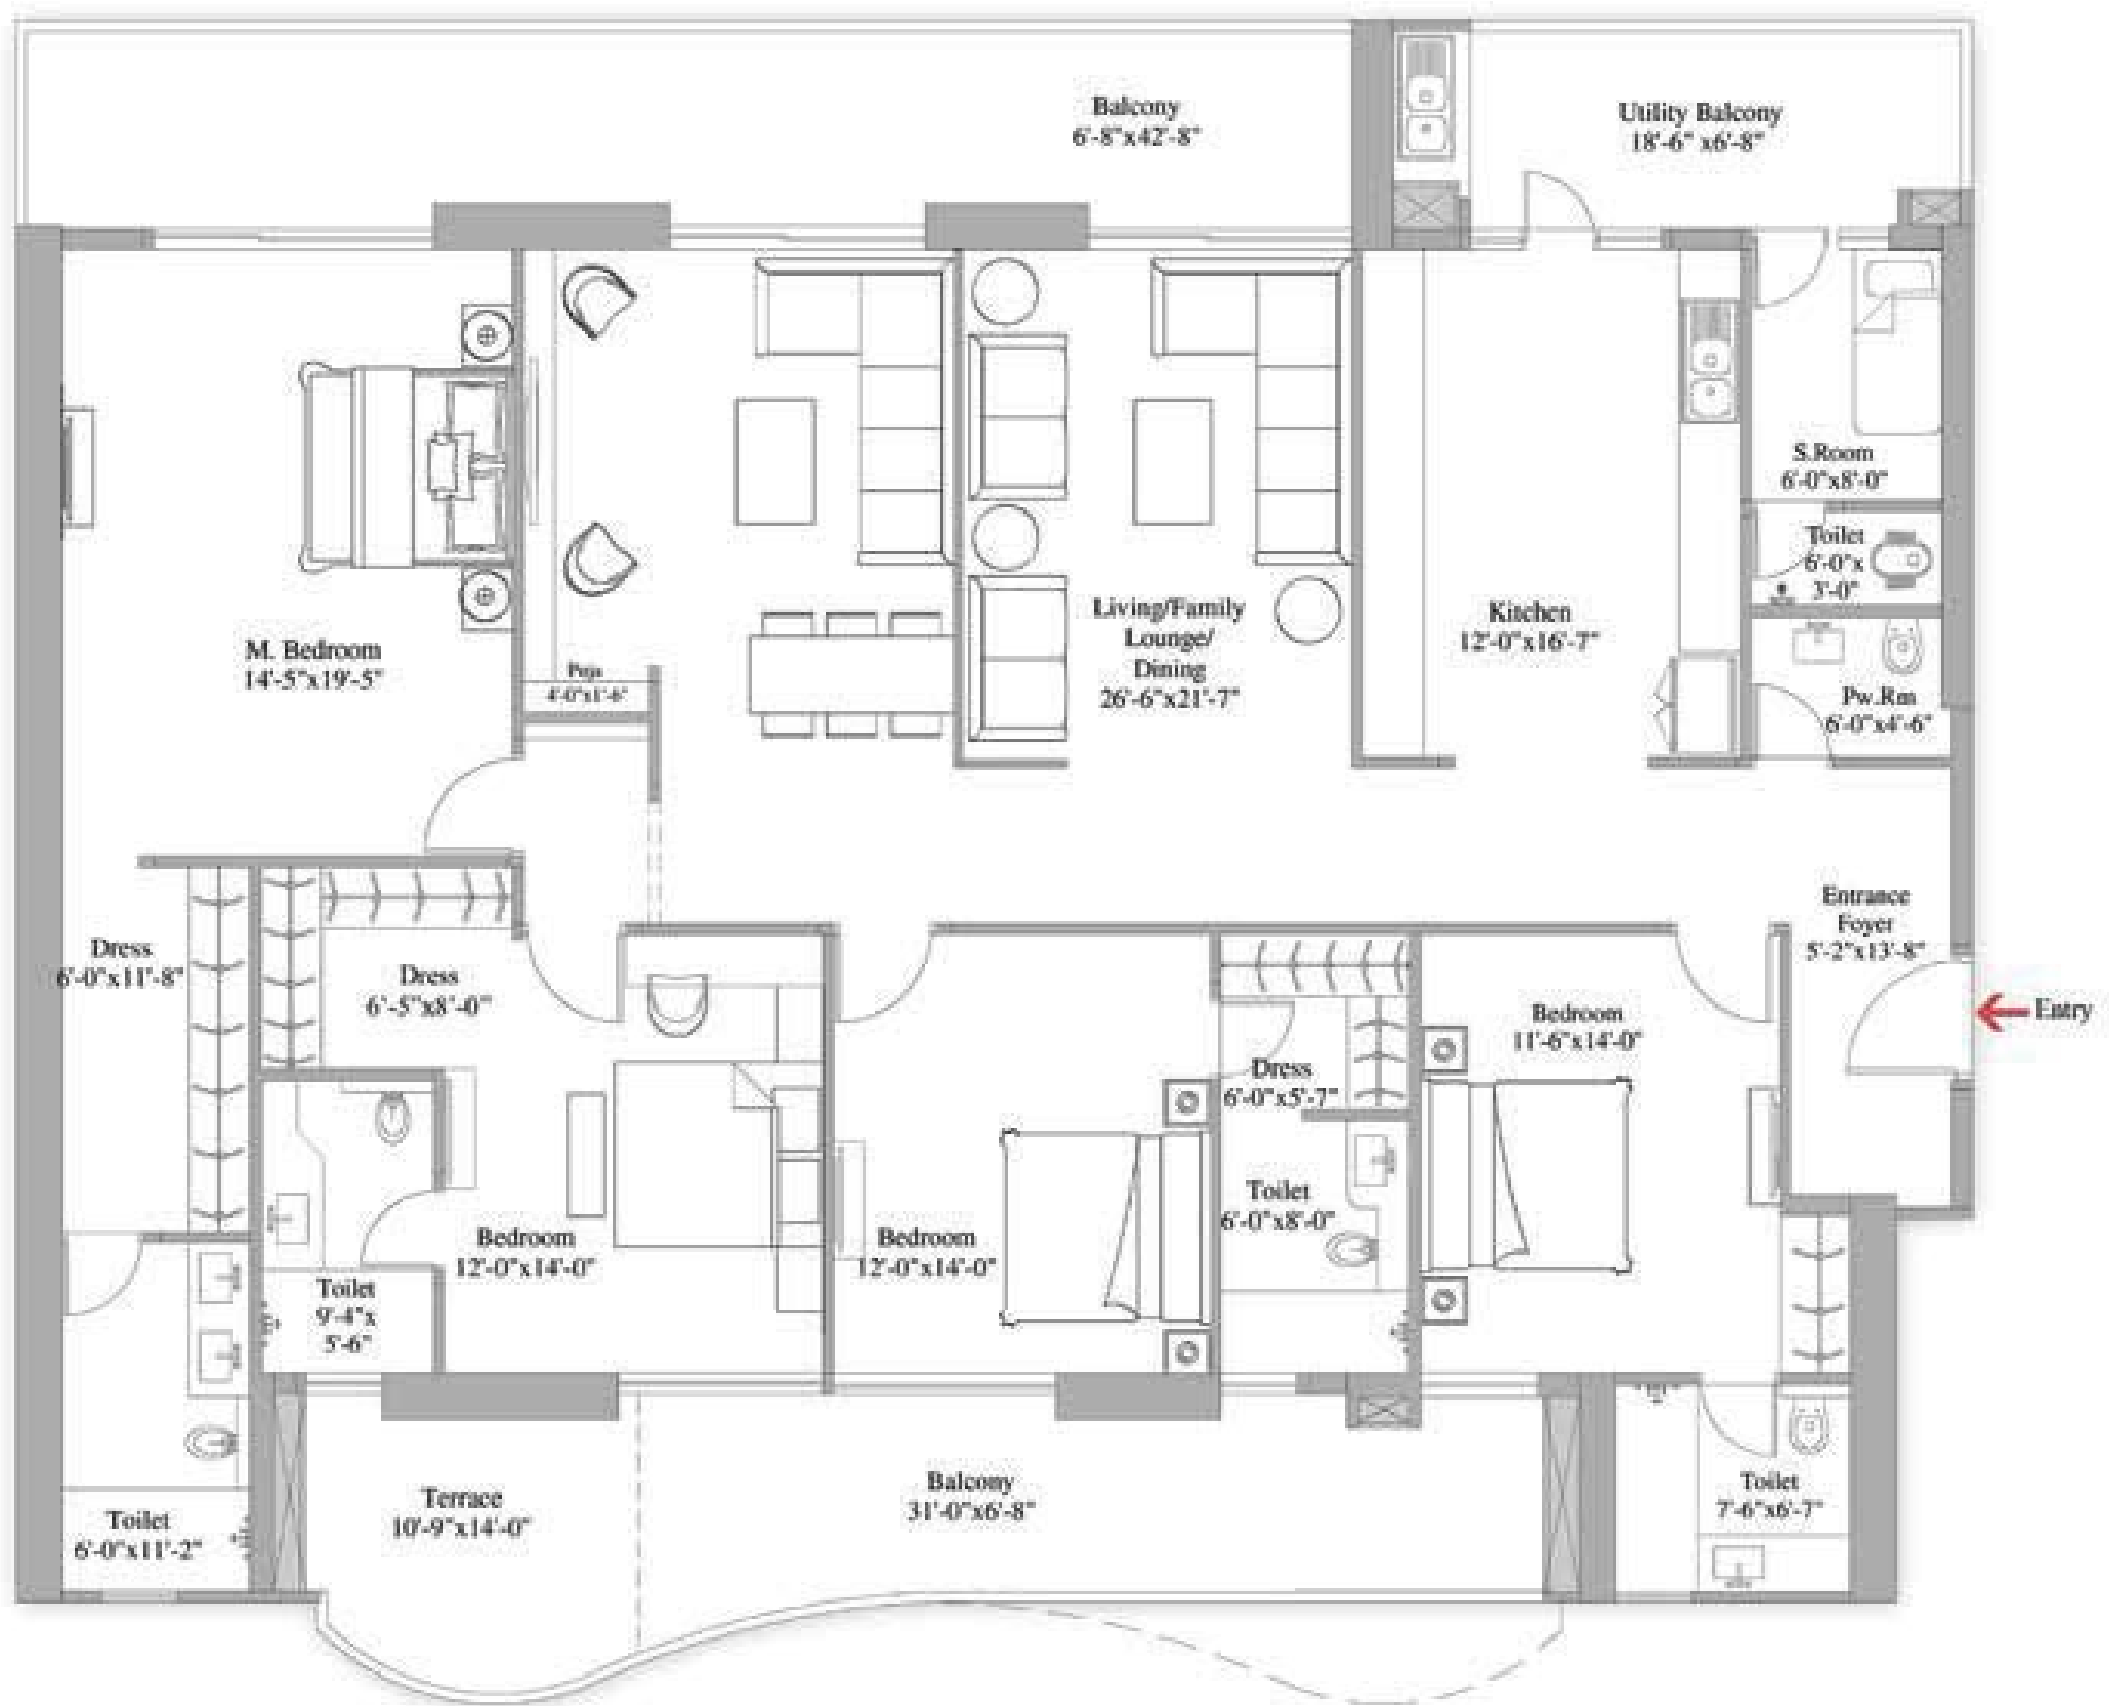 Balcony
6'-8"x42'-8"
Utility Balcony
18'-6" x6'-8"
S.Room
6'-0"x8'-0"
Toilet
6'-0"x
3'-0"
Living/Family
Lounge/
Dining
26'-6"x21'-7"
Kitchen
12'-0"x16'-7"
M. Bedroom
14'-5"x19'-5"
Puja
4'-0"x1'-6"
Pw.Rm
6'-0"x4'-6"
Entrance
Foyer
5'-2"x13'-8"
Dress
6'-0"x11'-8"
Dress
6'-5"x8'-0"
Bedroom
11'-6"x14'-0"
Entry
Dress
6'-0"x5'-7"
Toilet
6'-0"x8'-0"
Bedroom
12'-0"x14'-0"
Bedroom
12'-0"x14'-0"
Toilet
9'-4"x
5'-6"
Terrace
10'-9"x14'-0"
Balcony
31'-0"x6'-8"
Toilet
7'-6"x6'-7"
Toilet
6'-0"x11'-2"